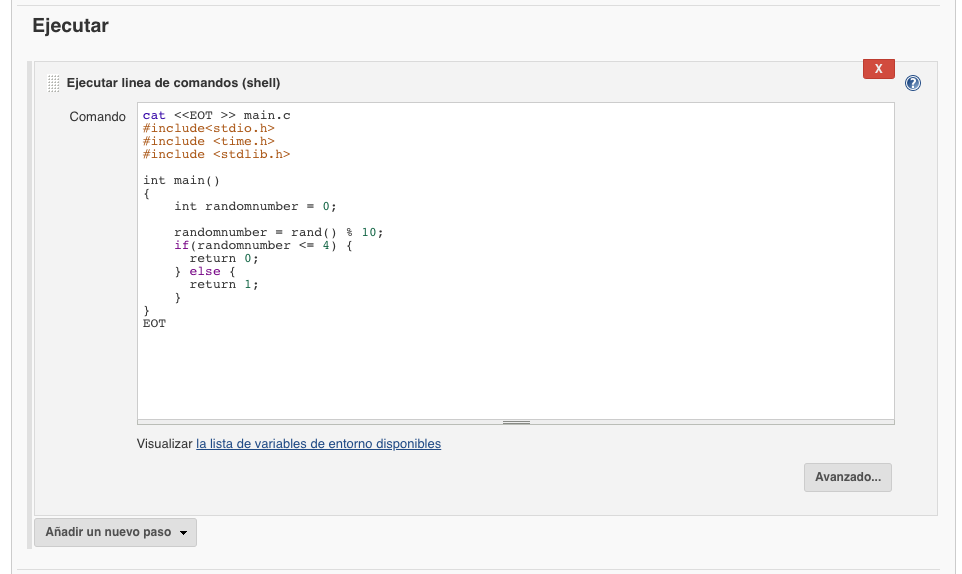 Ejecutar
X
Ejecutar linea de comandos (shell)
?
Comando
cat <<EOT >> main.c
#include<stdio.h>
#include <time.h>
#include <stdlib.h>
int main()
{
    int randomnumber = 0;
    randomnumber = rand() % 10;
    if(randomnumber <= 4) {
      return 0;
    } else {
      return 1;
    }
}
EOT
Visualizar la lista de variables de entorno disponibles
Avanzado...
Añadir un nuevo paso